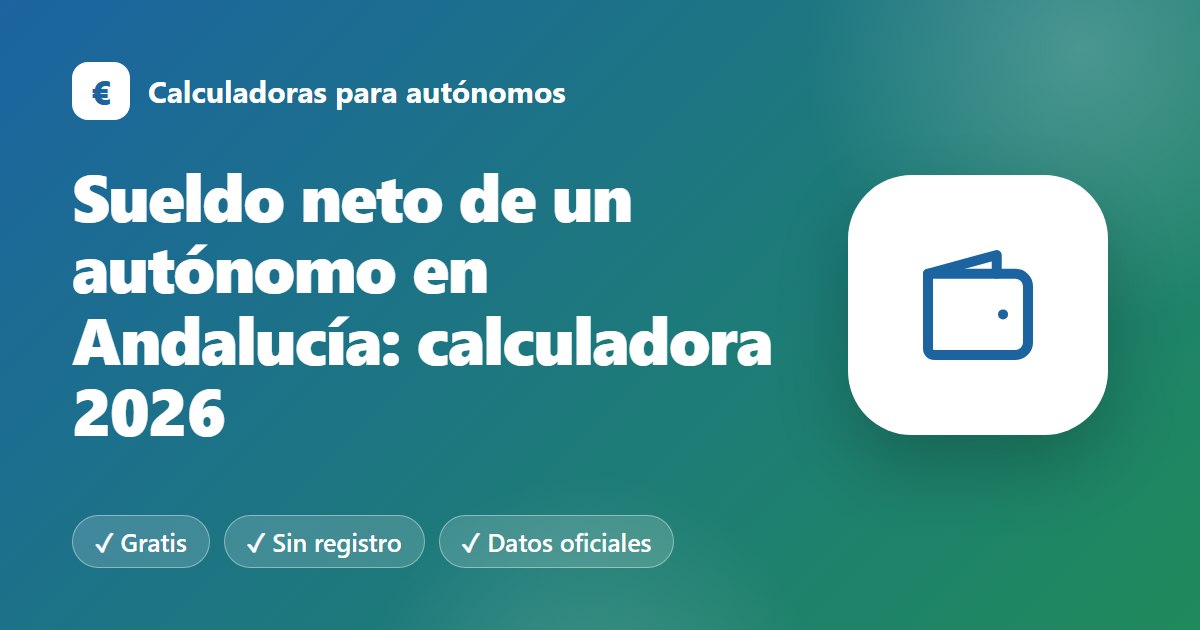 €
Calculadoras para autónomos
Sueldo neto de un
autónomo en
Andalucía: calculadora
2026
✓ Gratis
✓ Sin registro
✓ Datos oficiales